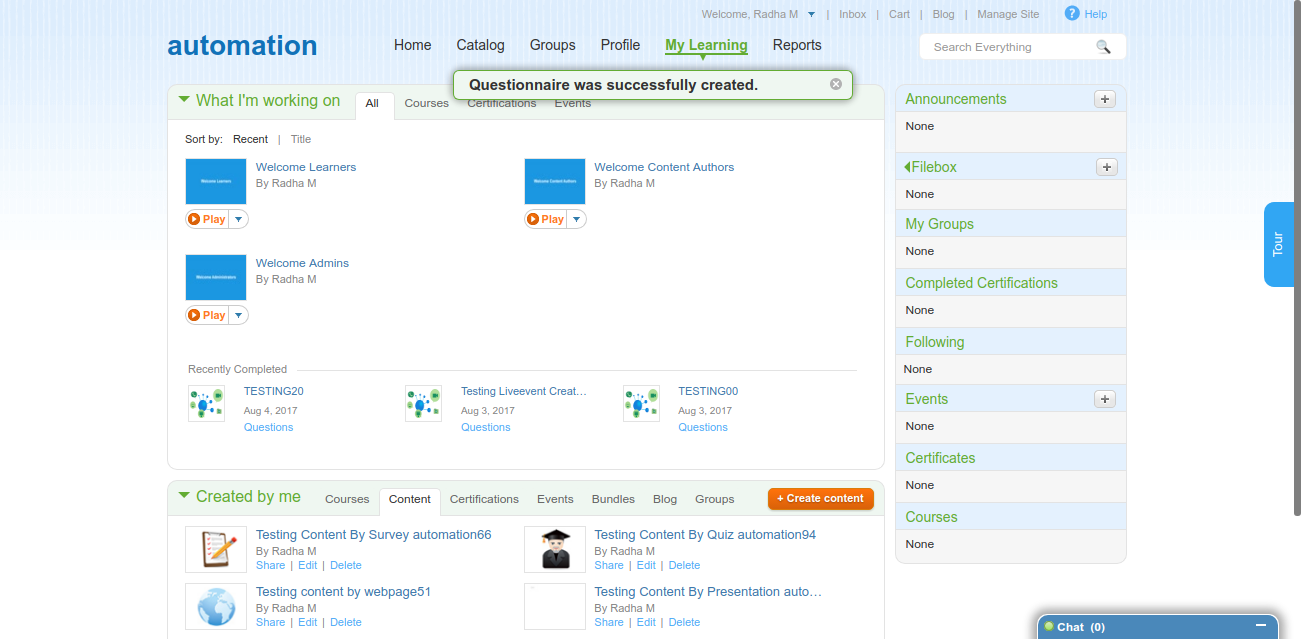 Welcome, Radha M | Inbox | Cart | Blog | Manage Site ? Help
automation
Home Catalog Groups Profile My Learning Reports
Search Everything
Questionnaire was successfully created.
What I'm working on All Courses Certifications Events
Sort by: Recent | Title
Welcome Learners
Welcome Learners
By Radha M
Play
Welcome Content Authors
Welcome Content Authors
By Radha M
Play
Welcome Administrators
Welcome Admins
By Radha M
Play
Recently Completed
TESTING20
Aug 4, 2017
Questions
Testing Liveevent Creat...
Aug 3, 2017
Questions
TESTING00
Aug 3, 2017
Questions
Created by me Courses Content Certifications Events Bundles Blog Groups + Create content
Testing Content By Survey automation66
By Radha M
Share | Edit | Delete
Testing Content By Quiz automation94
By Radha M
Share | Edit | Delete
Testing content by webpage51
By Radha M
Share | Edit | Delete
Testing Content By Presentation auto...
By Radha M
Share | Edit | Delete
Announcements +
None
Filebox +
None
My Groups
None
Completed Certifications
None
Following
None
Events +
None
Certificates
None
Courses
None
Tour
Chat (0)